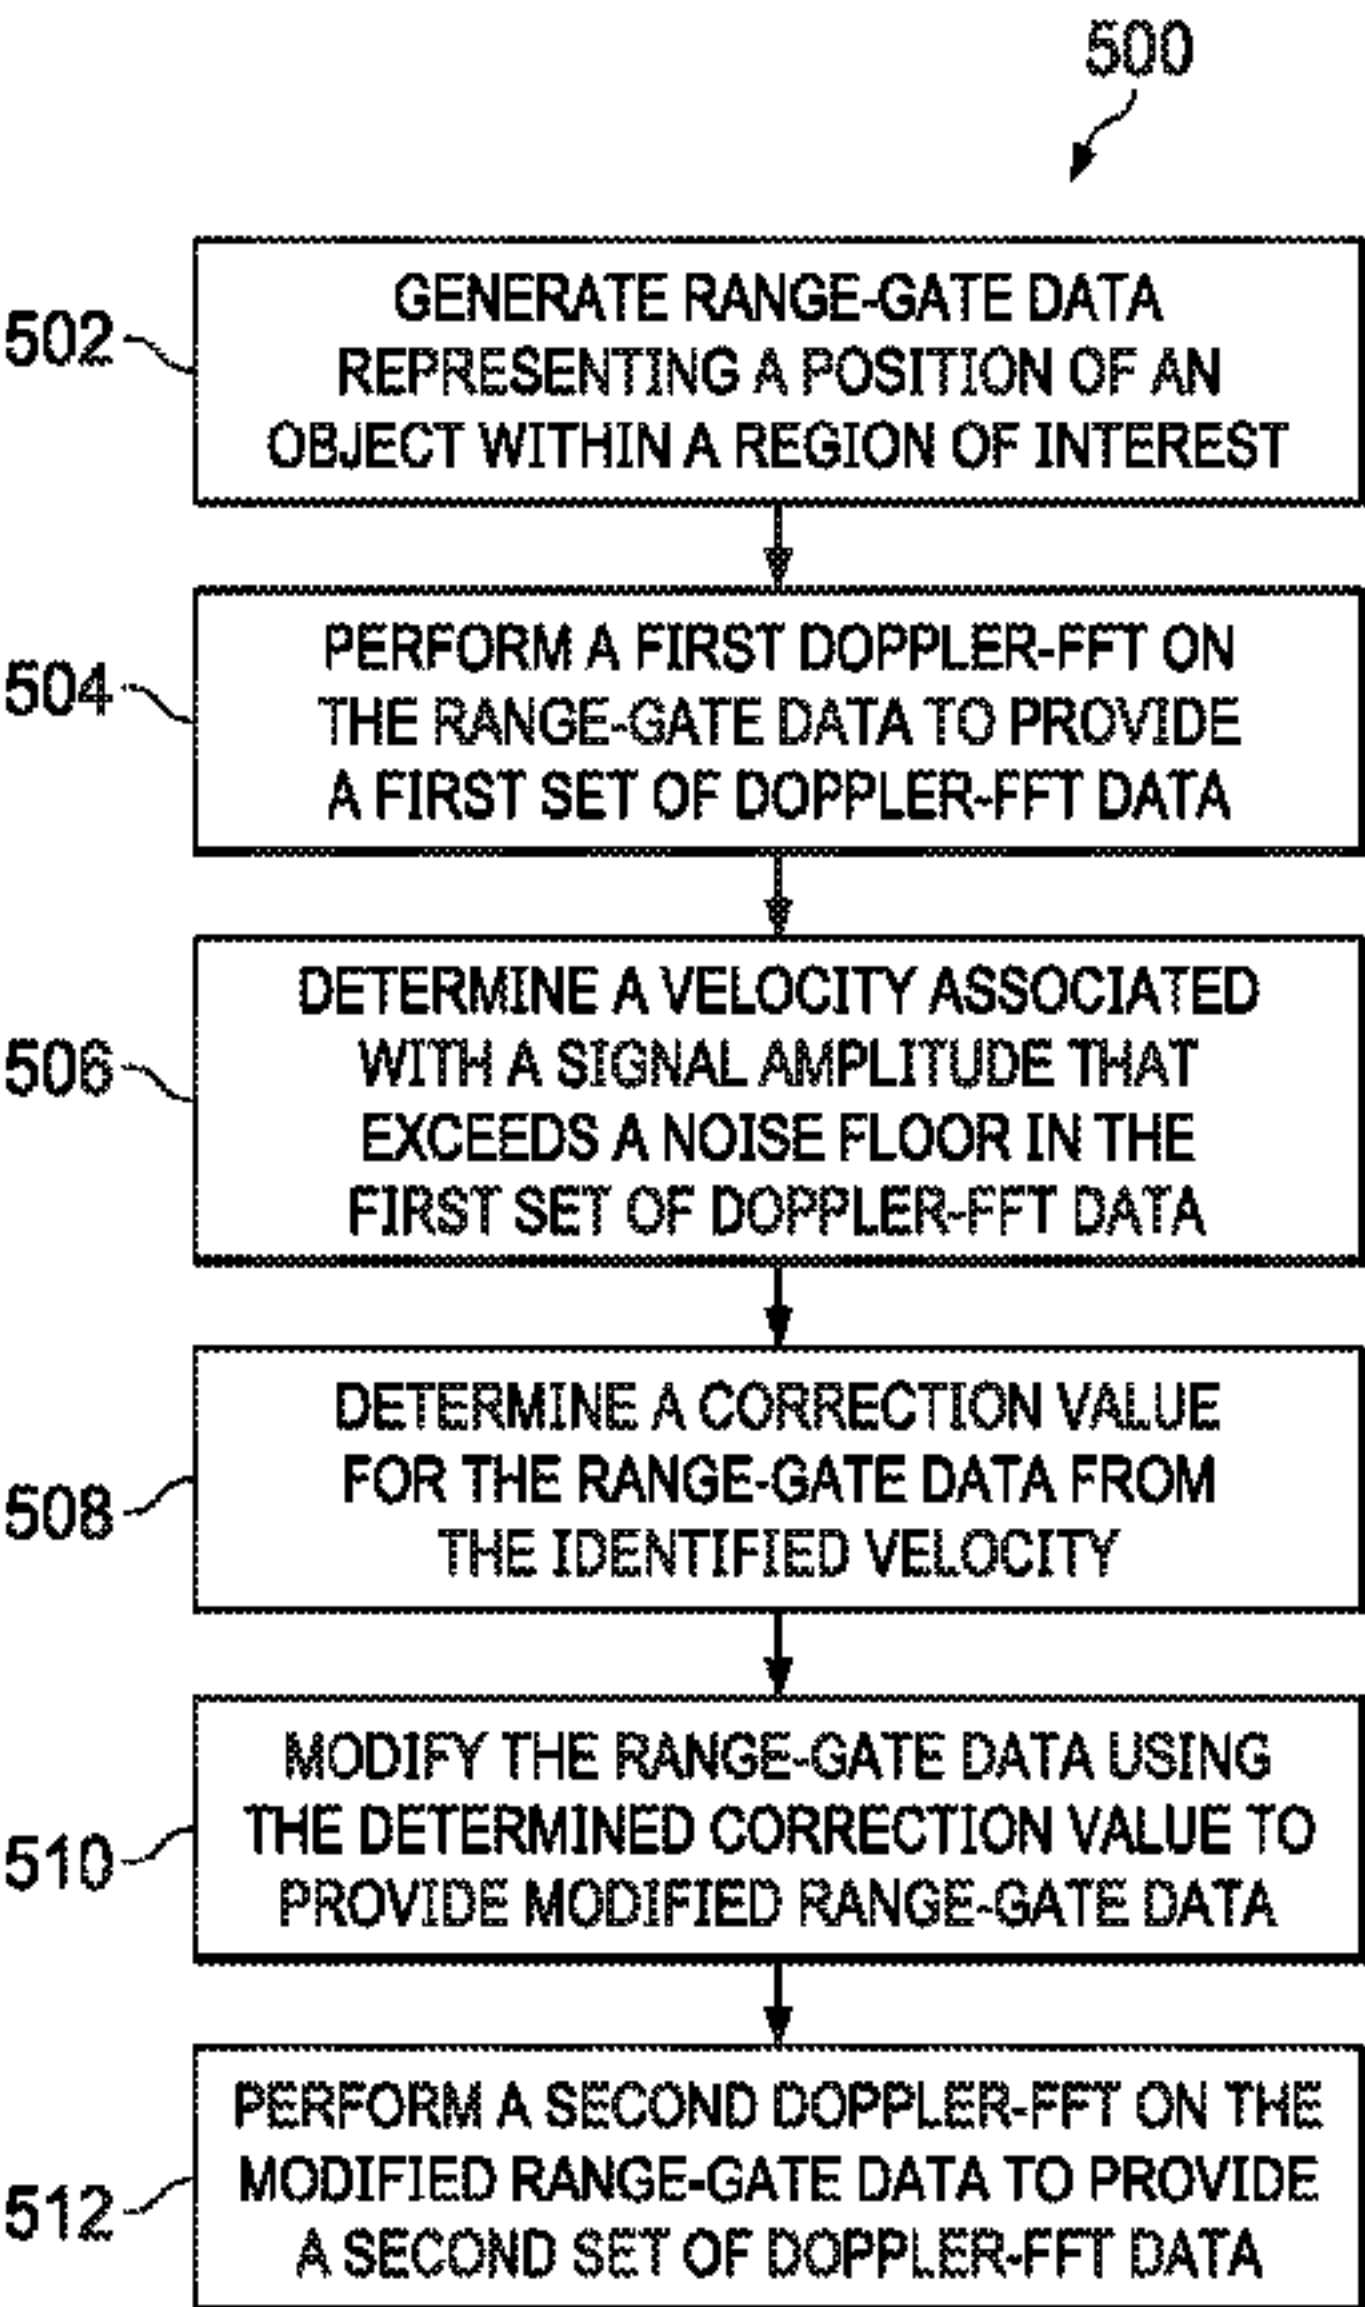 500
502
GENERATE RANGE-GATE DATA
REPRESENTING A POSITION OF AN
OBJECT WITHIN A REGION OF INTEREST
504
PERFORM A FIRST DOPPLER-FFT ON
THE RANGE-GATE DATA TO PROVIDE
A FIRST SET OF DOPPLER-FFT DATA
506
DETERMINE A VELOCITY ASSOCIATED
WITH A SIGNAL AMPLITUDE THAT
EXCEEDS A NOISE FLOOR IN THE
FIRST SET OF DOPPLER-FFT DATA
508
DETERMINE A CORRECTION VALUE
FOR THE RANGE-GATE DATA FROM
THE IDENTIFIED VELOCITY
510
MODIFY THE RANGE-GATE DATA USING
THE DETERMINED CORRECTION VALUE TO
PROVIDE MODIFIED RANGE-GATE DATA
512
PERFORM A SECOND DOPPLER-FFT ON THE
MODIFIED RANGE-GATE DATA TO PROVIDE
A SECOND SET OF DOPPLER-FFT DATA